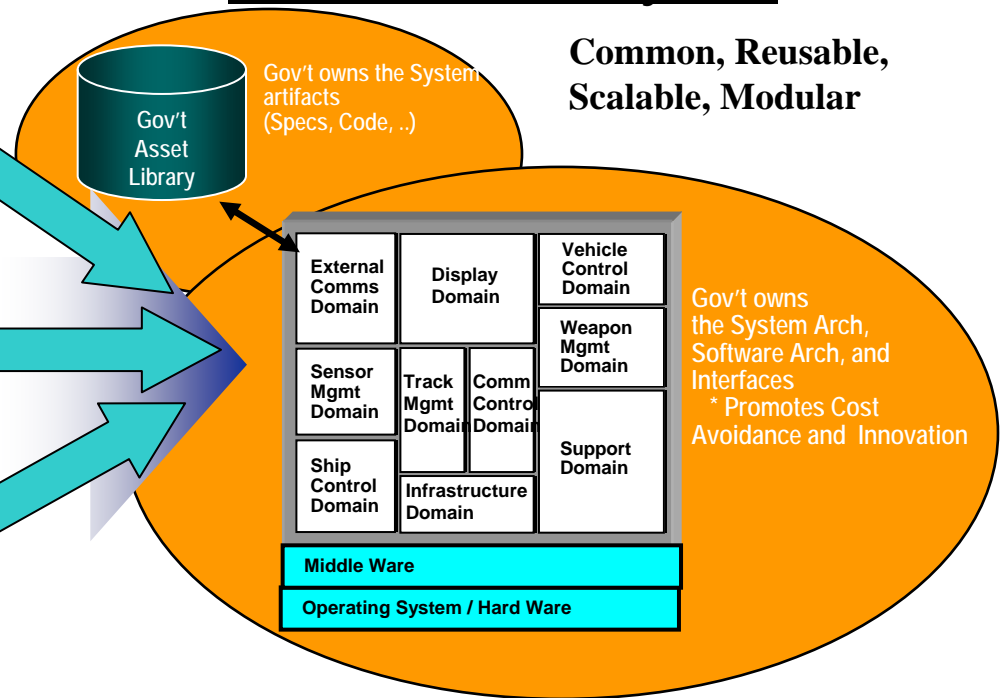 Common, Reusable,
Scalable, Modular
Gov't owns the System
artifacts
(Specs, Code, ..)
Gov't
Asset
Library
External
Comms
Domain
Display
Domain
Vehicle
Control
Domain
Weapon
Mgmt
Domain
Sensor
Mgmt
Domain
Track
Mgmt
Domain
Comm
Control
Domain
Support
Domain
Ship
Control
Domain
Infrastructure
Domain
Gov't owns
the System Arch,
Software Arch, and
Interfaces
* Promotes Cost
Avoidance and Innovation
Middle Ware
Operating System / Hard Ware